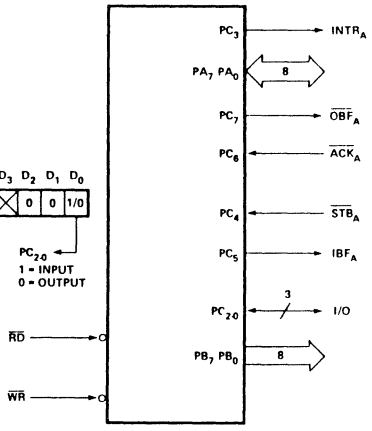 PC3 INTRA
PA7 PA0 8
PC7 OBFA
PC6 ACKA
D3 D2 D1 D0
0 0 1/0
PC4 STBA
PC2-0
1 = INPUT
0 = OUTPUT
PC5 IBFA
3
PC2-0 I/O
RD
PB7 PB0 8
WR